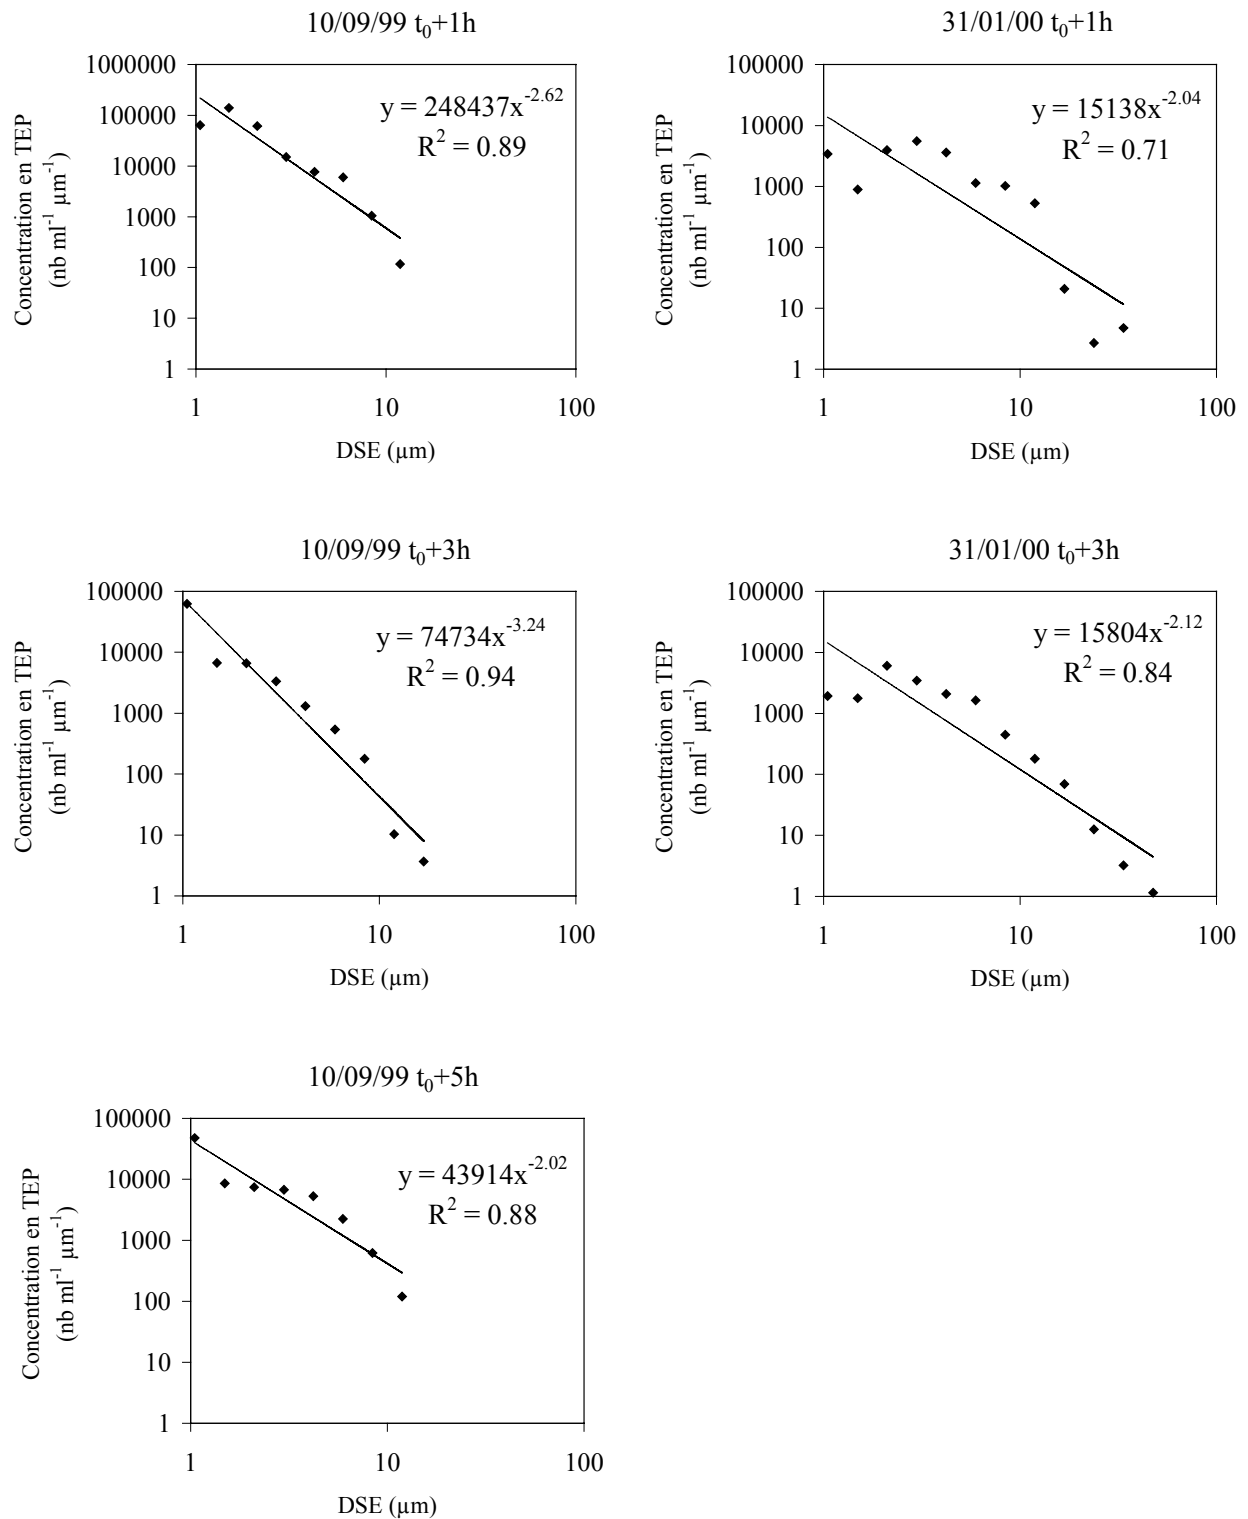 10/09/99 t₀+1h
Concentration en TEP
(nb ml⁻¹ µm⁻¹)
1000000
100000
10000
1000
100
10
1
y = 248437x⁻²·⁶²
R² = 0.89
1 10 100
DSE (µm)
31/01/00 t₀+1h
Concentration en TEP
(nb ml⁻¹ µm⁻¹)
100000
10000
1000
100
10
1
y = 15138x⁻²·⁰⁴
R² = 0.71
1 10 100
DSE (µm)
10/09/99 t₀+3h
Concentration en TEP
(nb ml⁻¹ µm⁻¹)
100000
10000
1000
100
10
1
y = 74734x⁻³·²⁴
R² = 0.94
1 10 100
DSE (µm)
31/01/00 t₀+3h
Concentration en TEP
(nb ml⁻¹ µm⁻¹)
100000
10000
1000
100
10
1
y = 15804x⁻²·¹²
R² = 0.84
1 10 100
DSE (µm)
10/09/99 t₀+5h
Concentration en TEP
(nb ml⁻¹ µm⁻¹)
100000
10000
1000
100
10
1
y = 43914x⁻²·⁰²
R² = 0.88
1 10 100
DSE (µm)